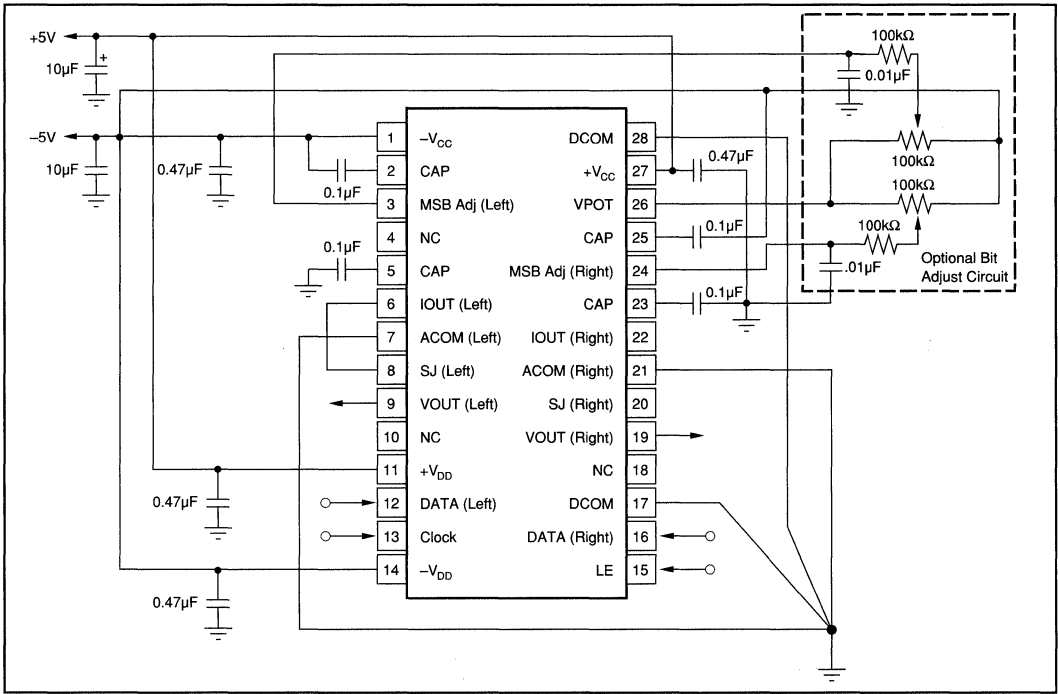 +5V
10µF
+
100kΩ
0.01µF
100kΩ
100kΩ
100kΩ
.01µF
Optional Bit
Adjust Circuit
–5V
10µF
0.47µF
0.1µF
0.1µF
0.47µF
0.47µF
0.47µF
0.1µF
0.1µF
1 –VCC DCOM 28
2 CAP +VCC 27
3 MSB Adj (Left) VPOT 26
4 NC CAP 25
5 CAP MSB Adj (Right) 24
6 IOUT (Left) CAP 23
7 ACOM (Left) IOUT (Right) 22
8 SJ (Left) ACOM (Right) 21
9 VOUT (Left) SJ (Right) 20
10 NC VOUT (Right) 19
11 +VDD NC 18
12 DATA (Left) DCOM 17
13 Clock DATA (Right) 16
14 –VDD LE 15